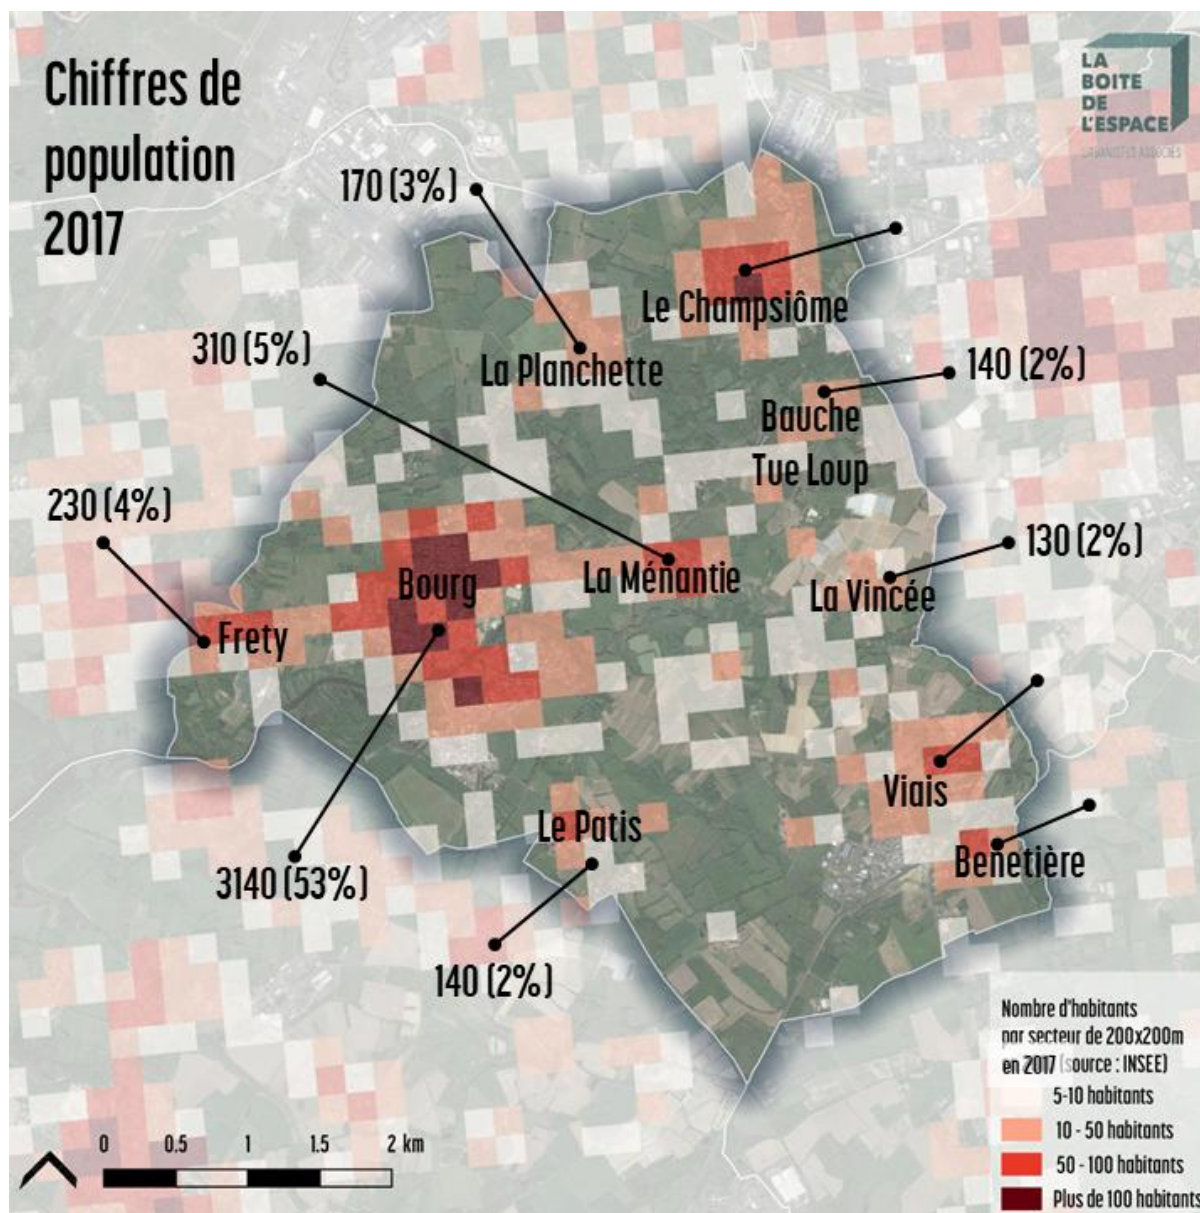 Chiffres de
population
2017
LA
BOITE
DE
L'ESPACE
URBANISTES ASSOCIÉS
170 (3%)
Le Champsiôme
310 (5%)
La Planchette
140 (2%)
Bauche
Tue Loup
230 (4%)
130 (2%)
Bourg
La Ménantie
La Vincée
Frety
Viais
Le Patis
Benetière
3140 (53%)
140 (2%)
Nombre d'habitants
par secteur de 200x200m
en 2017 (source : INSEE)
5-10 habitants
10 - 50 habitants
50 - 100 habitants
Plus de 100 habitants
0 0.5 1 1.5 2 km